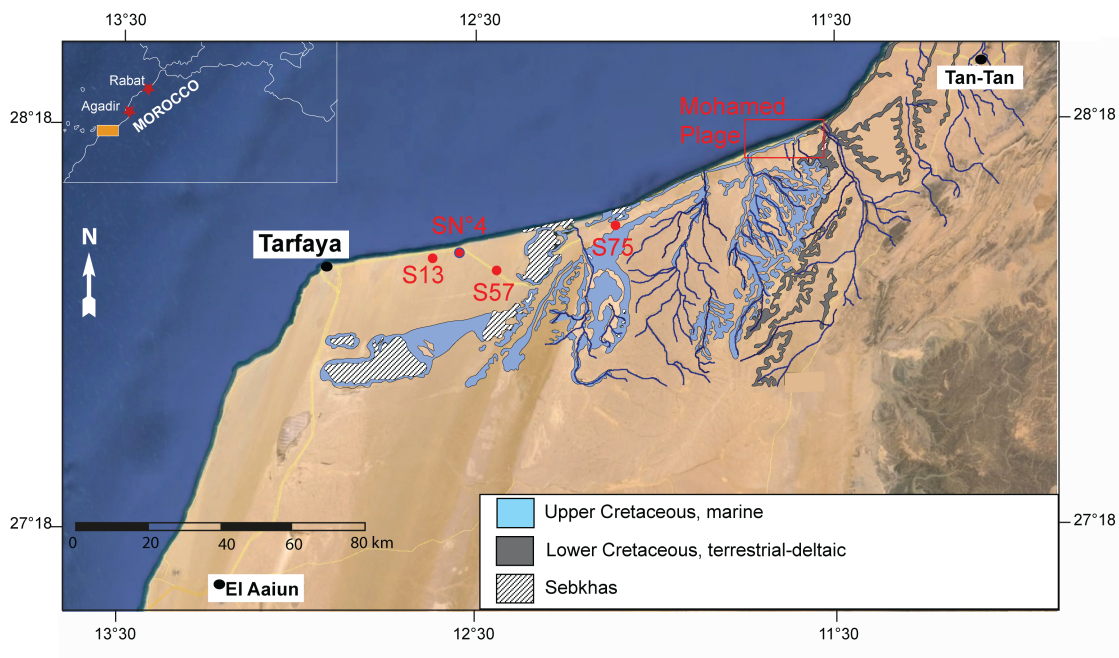 13°30
12°30
11°30
Rabat
Agadir
MOROCCO
Tan-Tan
28°18
28°18
Mohamed
Plage
N
Tarfaya
SN°4
S13
S57
S75
27°18
27°18
0 20 40 60 80 km
El Aaiun
Upper Cretaceous, marine
Lower Cretaceous, terrestrial-deltaic
Sebkhas
13°30
12°30
11°30